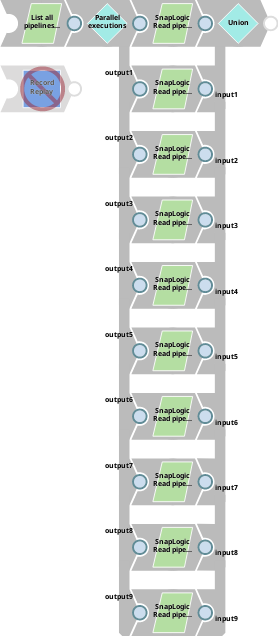 List all
pipelines...
Parallel
executions
SnapLogic
Read pipe...
Union
Record
Replay
output1
SnapLogic
Read pipe...
input1
output2
SnapLogic
Read pipe...
input2
output3
SnapLogic
Read pipe...
input3
output4
SnapLogic
Read pipe...
input4
output5
SnapLogic
Read pipe...
input5
output6
SnapLogic
Read pipe...
input6
output7
SnapLogic
Read pipe...
input7
output8
SnapLogic
Read pipe...
input8
output9
SnapLogic
Read pipe...
input9